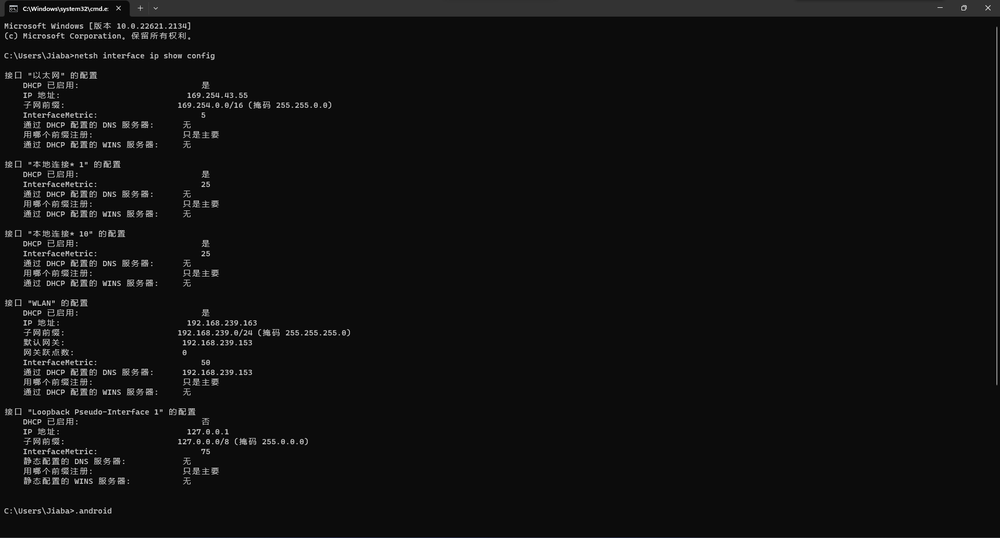 C:\Windows\system32\cmd.e:
Microsoft Windows [版本 10.0.22621.2134]
(c) Microsoft Corporation。保留所有权利。
C:\Users\Jiaba>netsh interface ip show config
接口 "以太网" 的配置
DHCP 已启用: 是
IP 地址: 169.254.43.55
子网前缀: 169.254.0.0/16 (掩码 255.255.0.0)
InterfaceMetric: 5
通过 DHCP 配置的 DNS 服务器: 无
用哪个前缀注册: 只是主要
通过 DHCP 配置的 WINS 服务器: 无
接口 "本地连接* 1" 的配置
DHCP 已启用: 是
InterfaceMetric: 25
通过 DHCP 配置的 DNS 服务器: 无
用哪个前缀注册: 只是主要
通过 DHCP 配置的 WINS 服务器: 无
接口 "本地连接* 10" 的配置
DHCP 已启用: 是
InterfaceMetric: 25
通过 DHCP 配置的 DNS 服务器: 无
用哪个前缀注册: 只是主要
通过 DHCP 配置的 WINS 服务器: 无
接口 "WLAN" 的配置
DHCP 已启用: 是
IP 地址: 192.168.239.163
子网前缀: 192.168.239.0/24 (掩码 255.255.255.0)
默认网关: 192.168.239.153
网关跃点数: 0
InterfaceMetric: 50
通过 DHCP 配置的 DNS 服务器: 192.168.239.153
用哪个前缀注册: 只是主要
通过 DHCP 配置的 WINS 服务器: 无
接口 "Loopback Pseudo-Interface 1" 的配置
DHCP 已启用: 否
IP 地址: 127.0.0.1
子网前缀: 127.0.0.0/8 (掩码 255.0.0.0)
InterfaceMetric: 75
静态配置的 DNS 服务器: 无
用哪个前缀注册: 只是主要
静态配置的 WINS 服务器: 无
C:\Users\Jiaba>.android